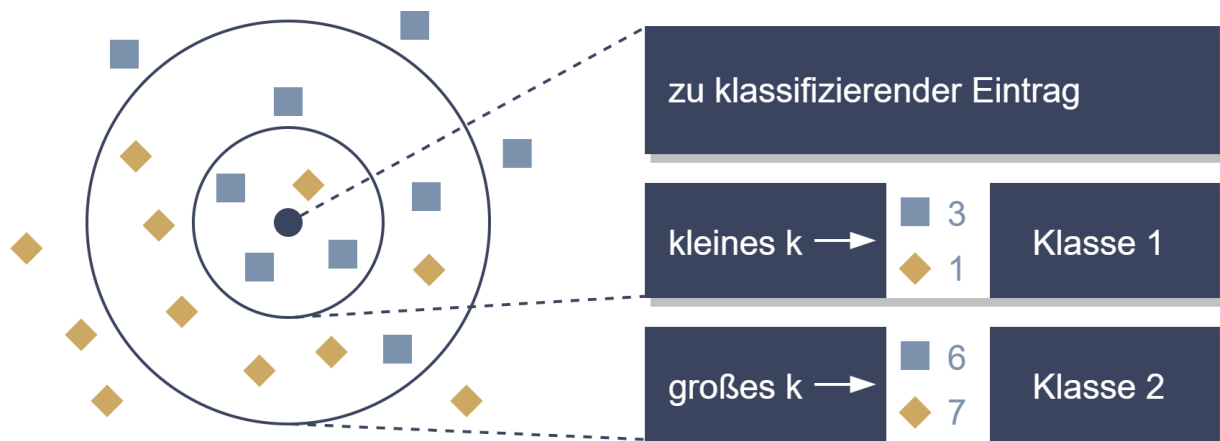 zu klassifizierender Eintrag
kleines k
3
1
Klasse 1
großes k
6
7
Klasse 2